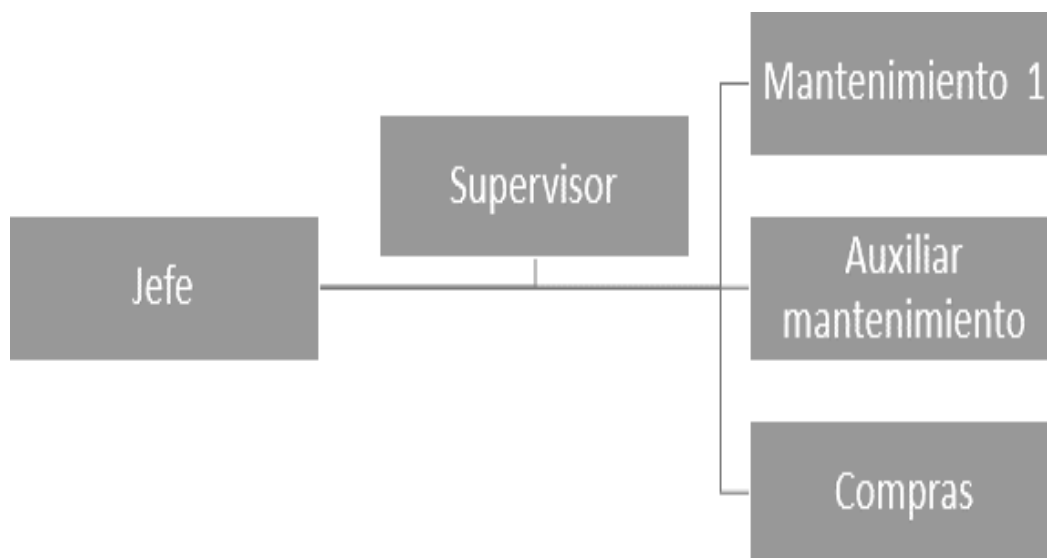 Mantenimiento 1
Supervisor
Jefe
Auxiliar
mantenimiento
Compras